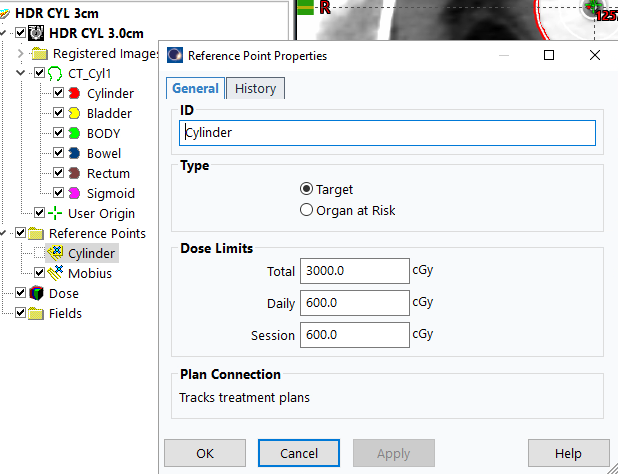 HDR CYL 3cm
HDR CYL 3.0cm
Registered Images
CT_Cyl1
Cylinder
Bladder
BODY
Bowel
Rectum
Sigmoid
User Origin
Reference Points
Cylinder
Mobius
Dose
Fields
R
Reference Point Properties
General
History
ID
Cylinder
Type
Target
Organ at Risk
Dose Limits
Total 3000.0 cGy
Daily 600.0 cGy
Session 600.0 cGy
Plan Connection
Tracks treatment plans
OK Cancel Apply Help